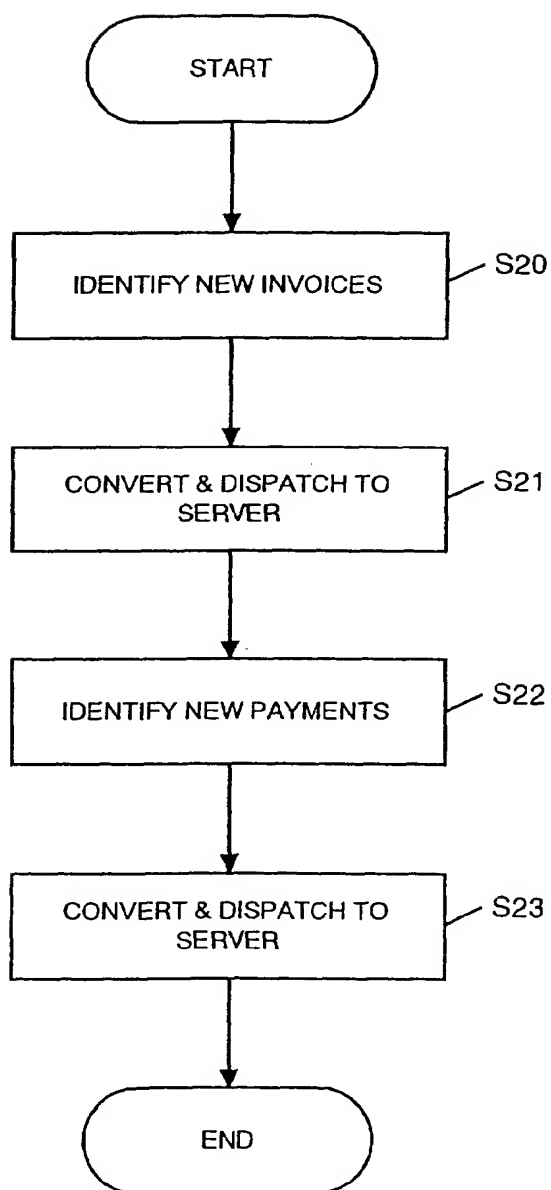 START
IDENTIFY NEW INVOICES
S20
CONVERT & DISPATCH TO
SERVER
S21
IDENTIFY NEW PAYMENTS
S22
CONVERT & DISPATCH TO
SERVER
S23
END